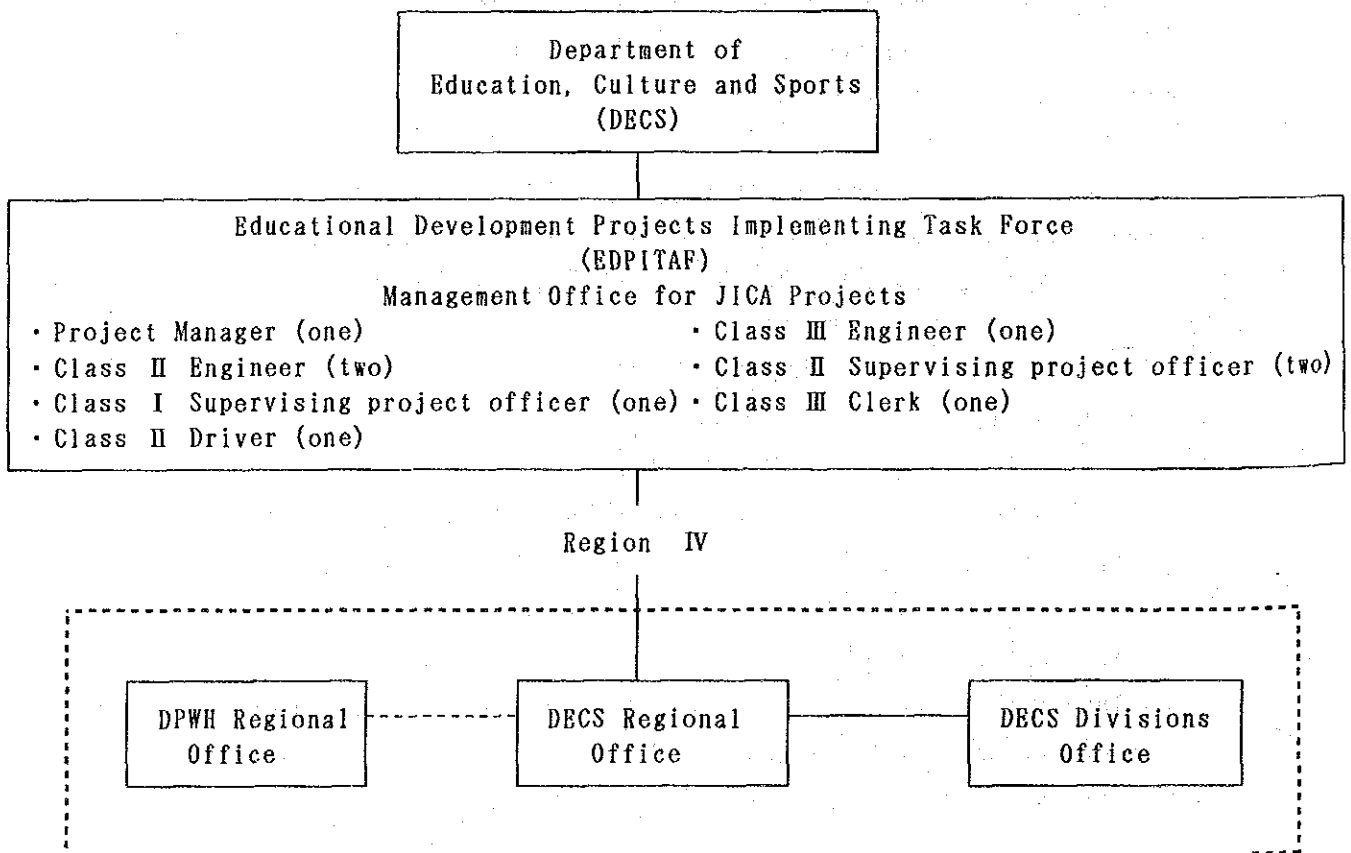 Department of
Education, Culture and Sports
(DECS)
Educational Development Projects Implementing Task Force
(EDPITAF)
Management Office for JICA Projects
・Project Manager (one)
・Class Ⅲ Engineer (one)
・Class Ⅱ Engineer (two)
・Class Ⅱ Supervising project officer (two)
・Class Ⅰ Supervising project officer (one)
・Class Ⅲ Clerk (one)
・Class Ⅱ Driver (one)
Region Ⅳ
DPWH Regional
Office
DECS Regional
Office
DECS Divisions
Office